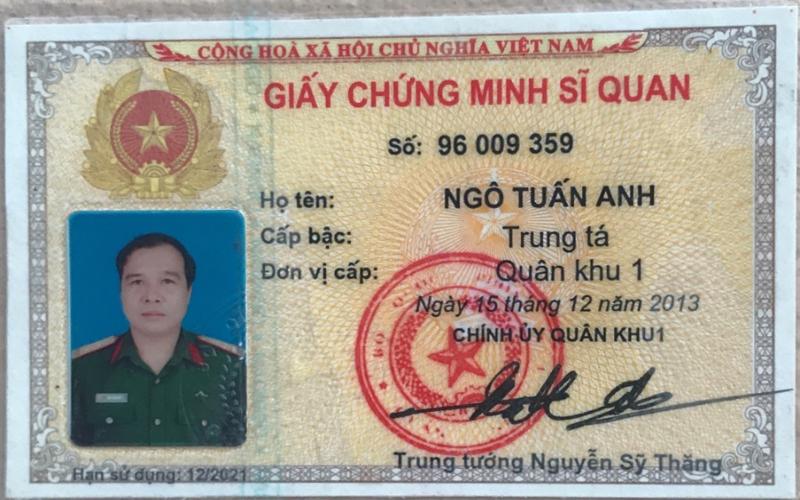 CỘNG HOÀ XÃ HỘI CHỦ NGHĨA VIỆT NAM
GIẤY CHỨNG MINH SĨ QUAN
Số: 96 009 359
Họ tên: NGÔ TUẤN ANH
Cấp bậc: Trung tá
Đơn vị cấp: Quân khu 1
Ngày 15 tháng 12 năm 2013
CHÍNH ỦY QUÂN KHU1
Trung tướng Nguyễn Sỹ Thăng
Hạn sử dụng: 12/2021